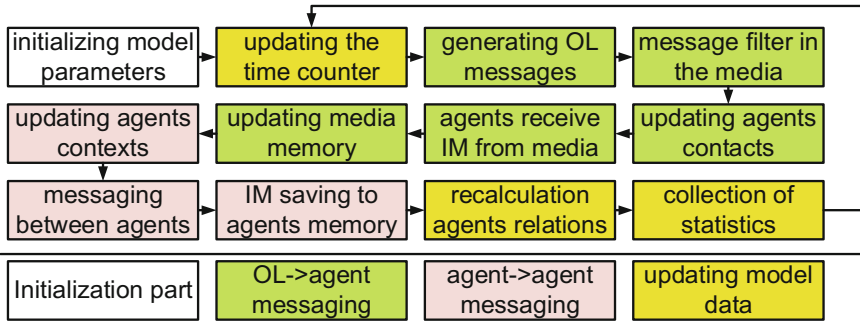 initializing model
parameters
updating the
time counter
generating OL
messages
message filter in
the media
updating agents
contexts
updating media
memory
agents receive
IM from media
updating agents
contacts
messaging
between agents
IM saving to
agents memory
recalculation
agents relations
collection of
statistics
Initialization part
OL->agent
messaging
agent->agent
messaging
updating model
data